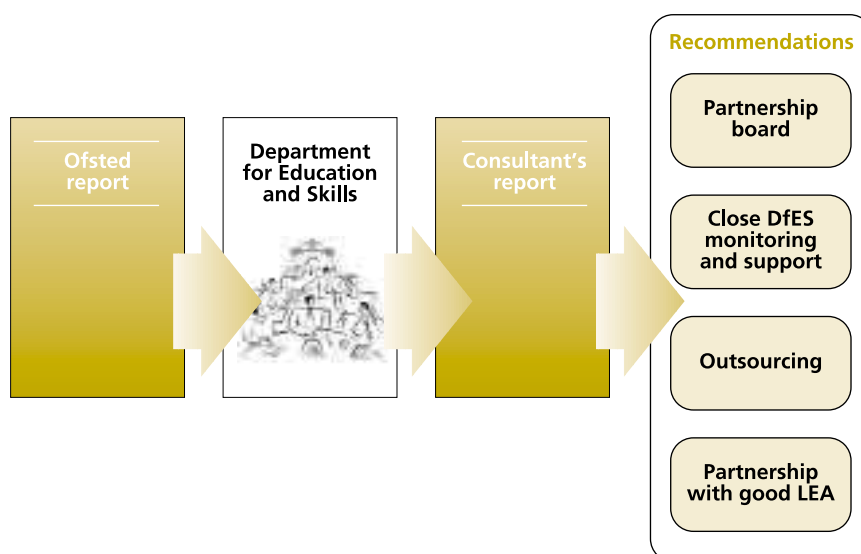 Ofsted
report
Department
for Education
and Skills
Consultant's
report
Recommendations
Partnership
board
Close DfES
monitoring
and support
Outsourcing
Partnership
with good LEA